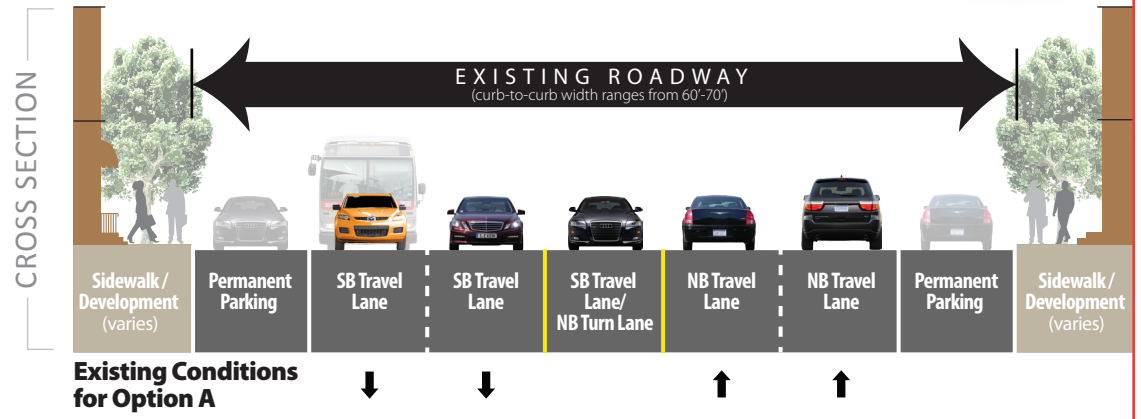 CROSS SECTION
EXISTING ROADWAY
(curb-to-curb width ranges from 60'-70')
Sidewalk /
Development
(varies)
Permanent
Parking
SB Travel
Lane
SB Travel
Lane
SB Travel
Lane/
NB Turn Lane
NB Travel
Lane
NB Travel
Lane
Permanent
Parking
Sidewalk /
Development
(varies)
Existing Conditions
for Option A